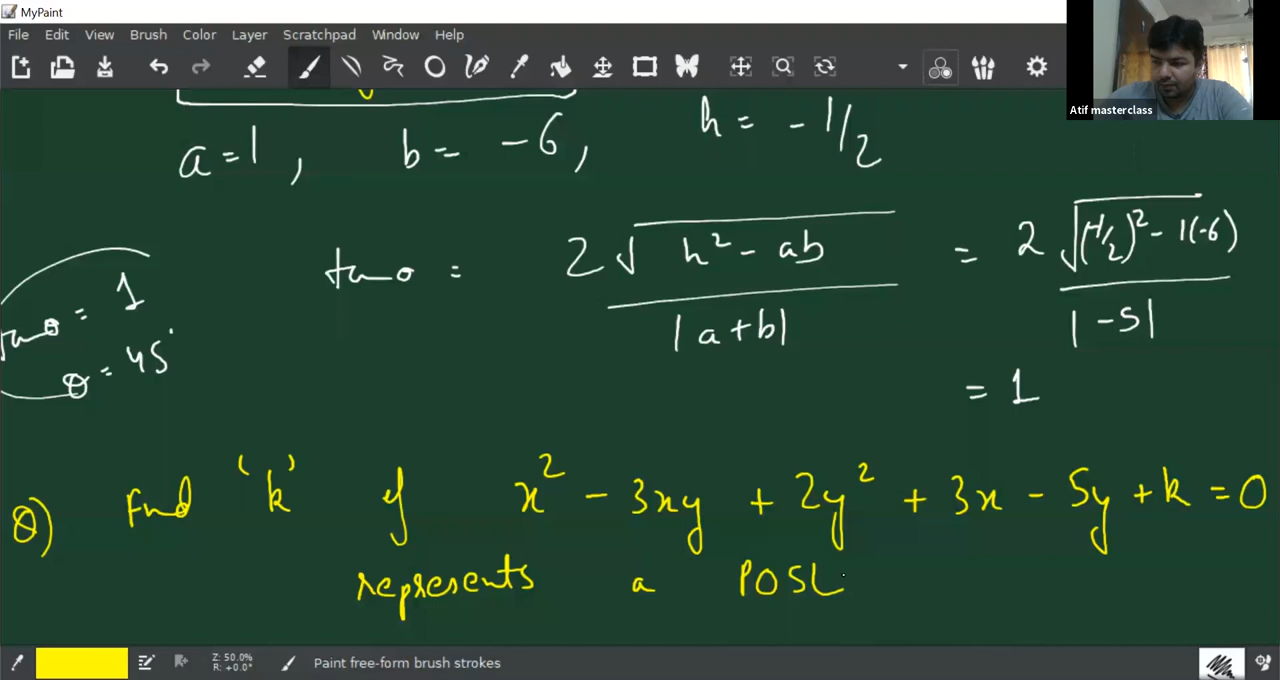 MyPaint
File Edit View Brush Color Layer Scratchpad Window Help
Atif masterclass
a = 1 , b = - 6 , h = - 1/2
tanθ = 2√h² - ab / |a + b| = 2√(-1/2)² - 1(-6) / |-5|
= 1
tanθ = 1
θ = 45°
Q) Find 'k' if x² - 3xy + 2y² + 3x - 5y + k = 0
represents a POSL
Z: 50.0%
R: +0.0°
Paint free-form brush strokes